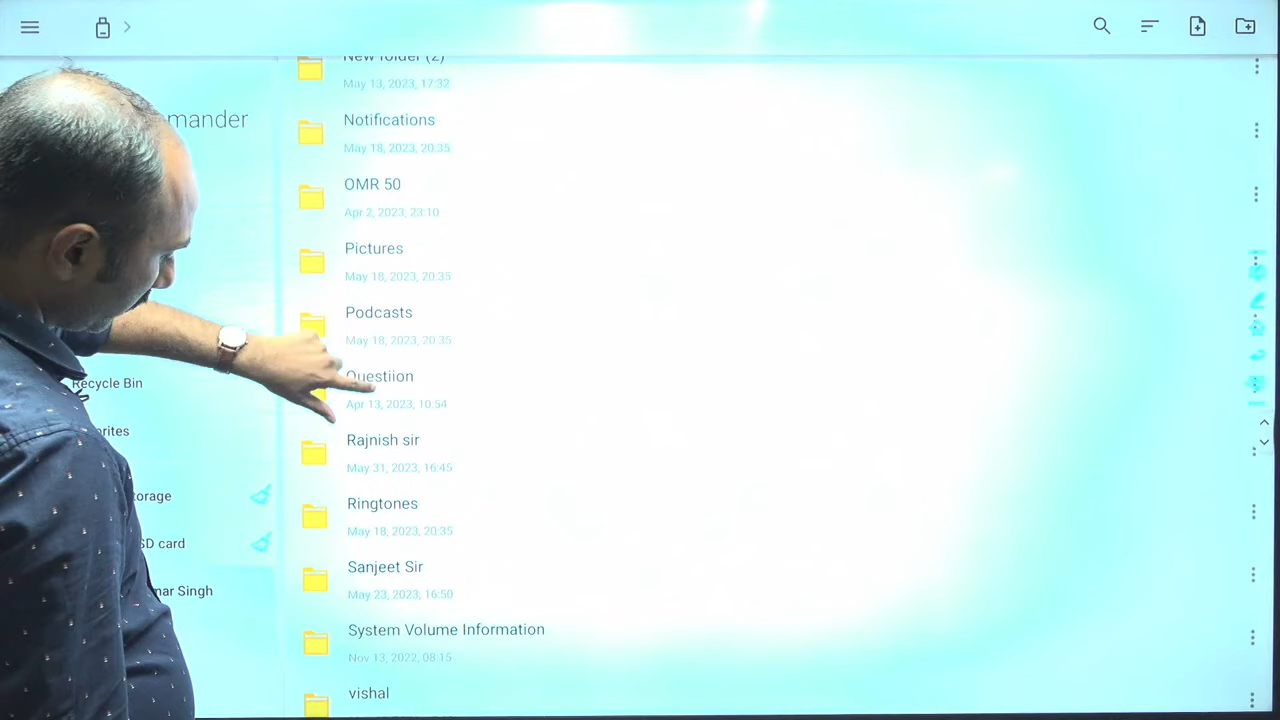 mander
Recycle Bin
orites
torage
SD card
mar Singh
New folder (2)
May 13, 2023, 17:32
Notifications
May 18, 2023, 20:35
OMR 50
Apr 2, 2023, 23:10
Pictures
May 18, 2023, 20:35
Podcasts
May 18, 2023, 20:35
Questiion
Apr 13, 2023, 10:54
Rajnish sir
May 31, 2023, 16:45
Ringtones
May 18, 2023, 20:35
Sanjeet Sir
May 23, 2023, 16:50
System Volume Information
Nov 13, 2022, 08:15
vishal